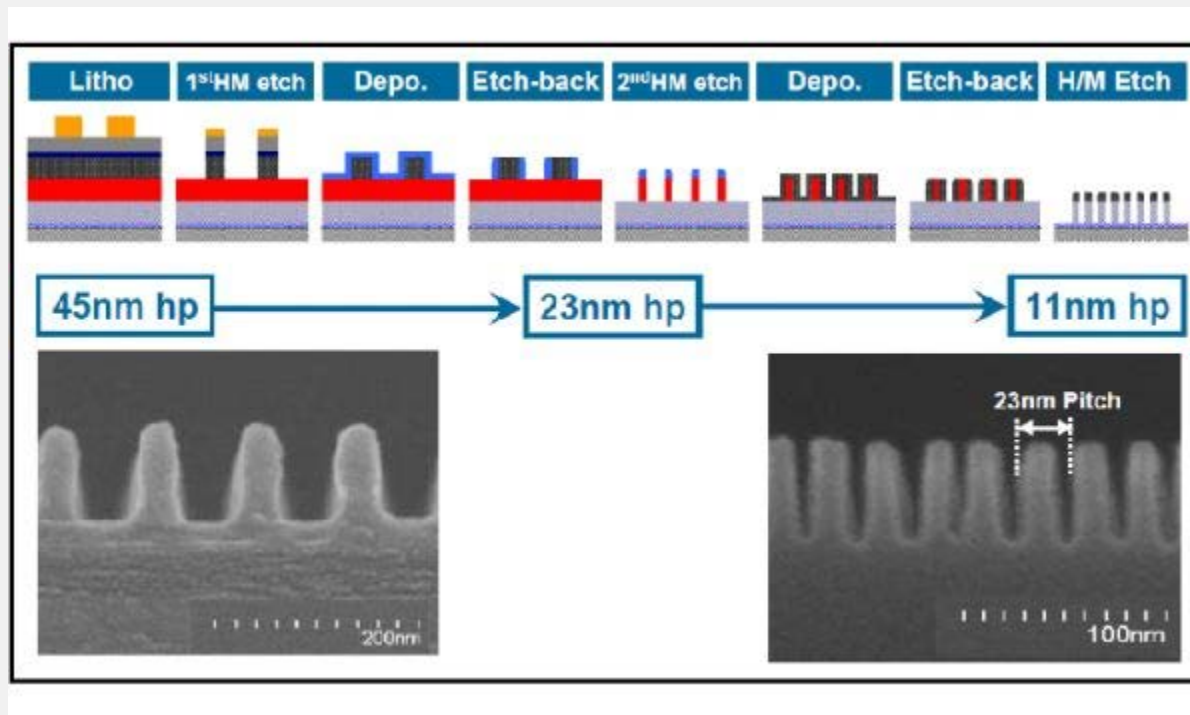 Litho 1stHM etch Depo. Etch-back 2ndHM etch Depo. Etch-back H/M Etch
45nm hp 23nm hp 11nm hp
23nm Pitch
200nm
100nm